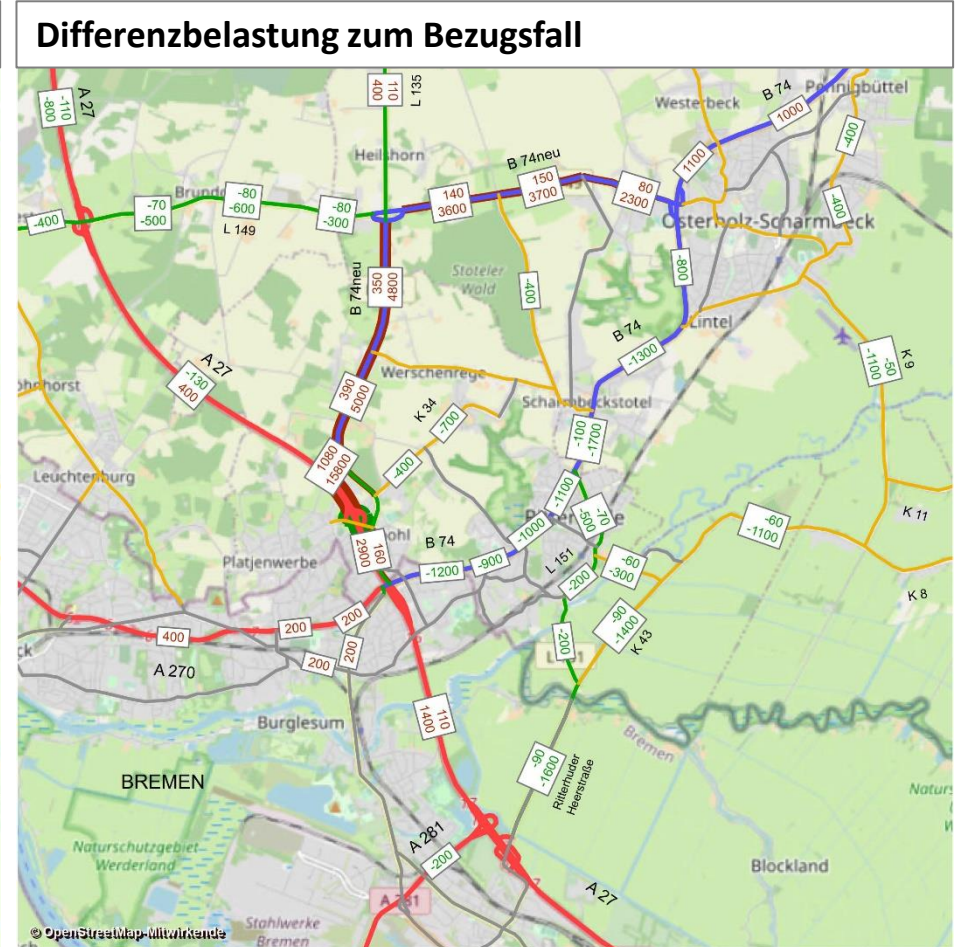 Differenzbelastung zum Bezugsfall
A 27
-110
-800
110
400
L 135
Westerbeck
B 74
Pennigbüttel
1000
-400
1100
Heilshorn
B 74neu
-70
-500
-80
-600
-80
-300
-400
L 149
140
3600
150
3700
80
2300
-400
Osterholz-Scharmbeck
B 74neu
350
4800
Stoteler
Wald
-400
-800
Lintel
B 74
-1300
-50
-1100
K 9
A 27
-130
400
Werschenrege
390
5000
K 34
-700
Scharmbeckstotel
-100
-1700
1080
15800
-400
Leuchtenburg
-1100
-70
-500
-1000
K 11
-60
-1100
160
2900
B 74
-1200
-900
L 151
-60
-300
-200
Platjenwerbe
K 8
-90
-1400
K 43
400
200
200
200
200
-200
A 270
110
1400
Burglesum
Bremen
-90
-1600
Ritterhuder
Heerstraße
BREMEN
17
A 281
-200
Naturschutzgebiet
Werderland
Blockland
A 27
Stahlwerke
Bremen
© OpenStreetMap-Mitwirkende